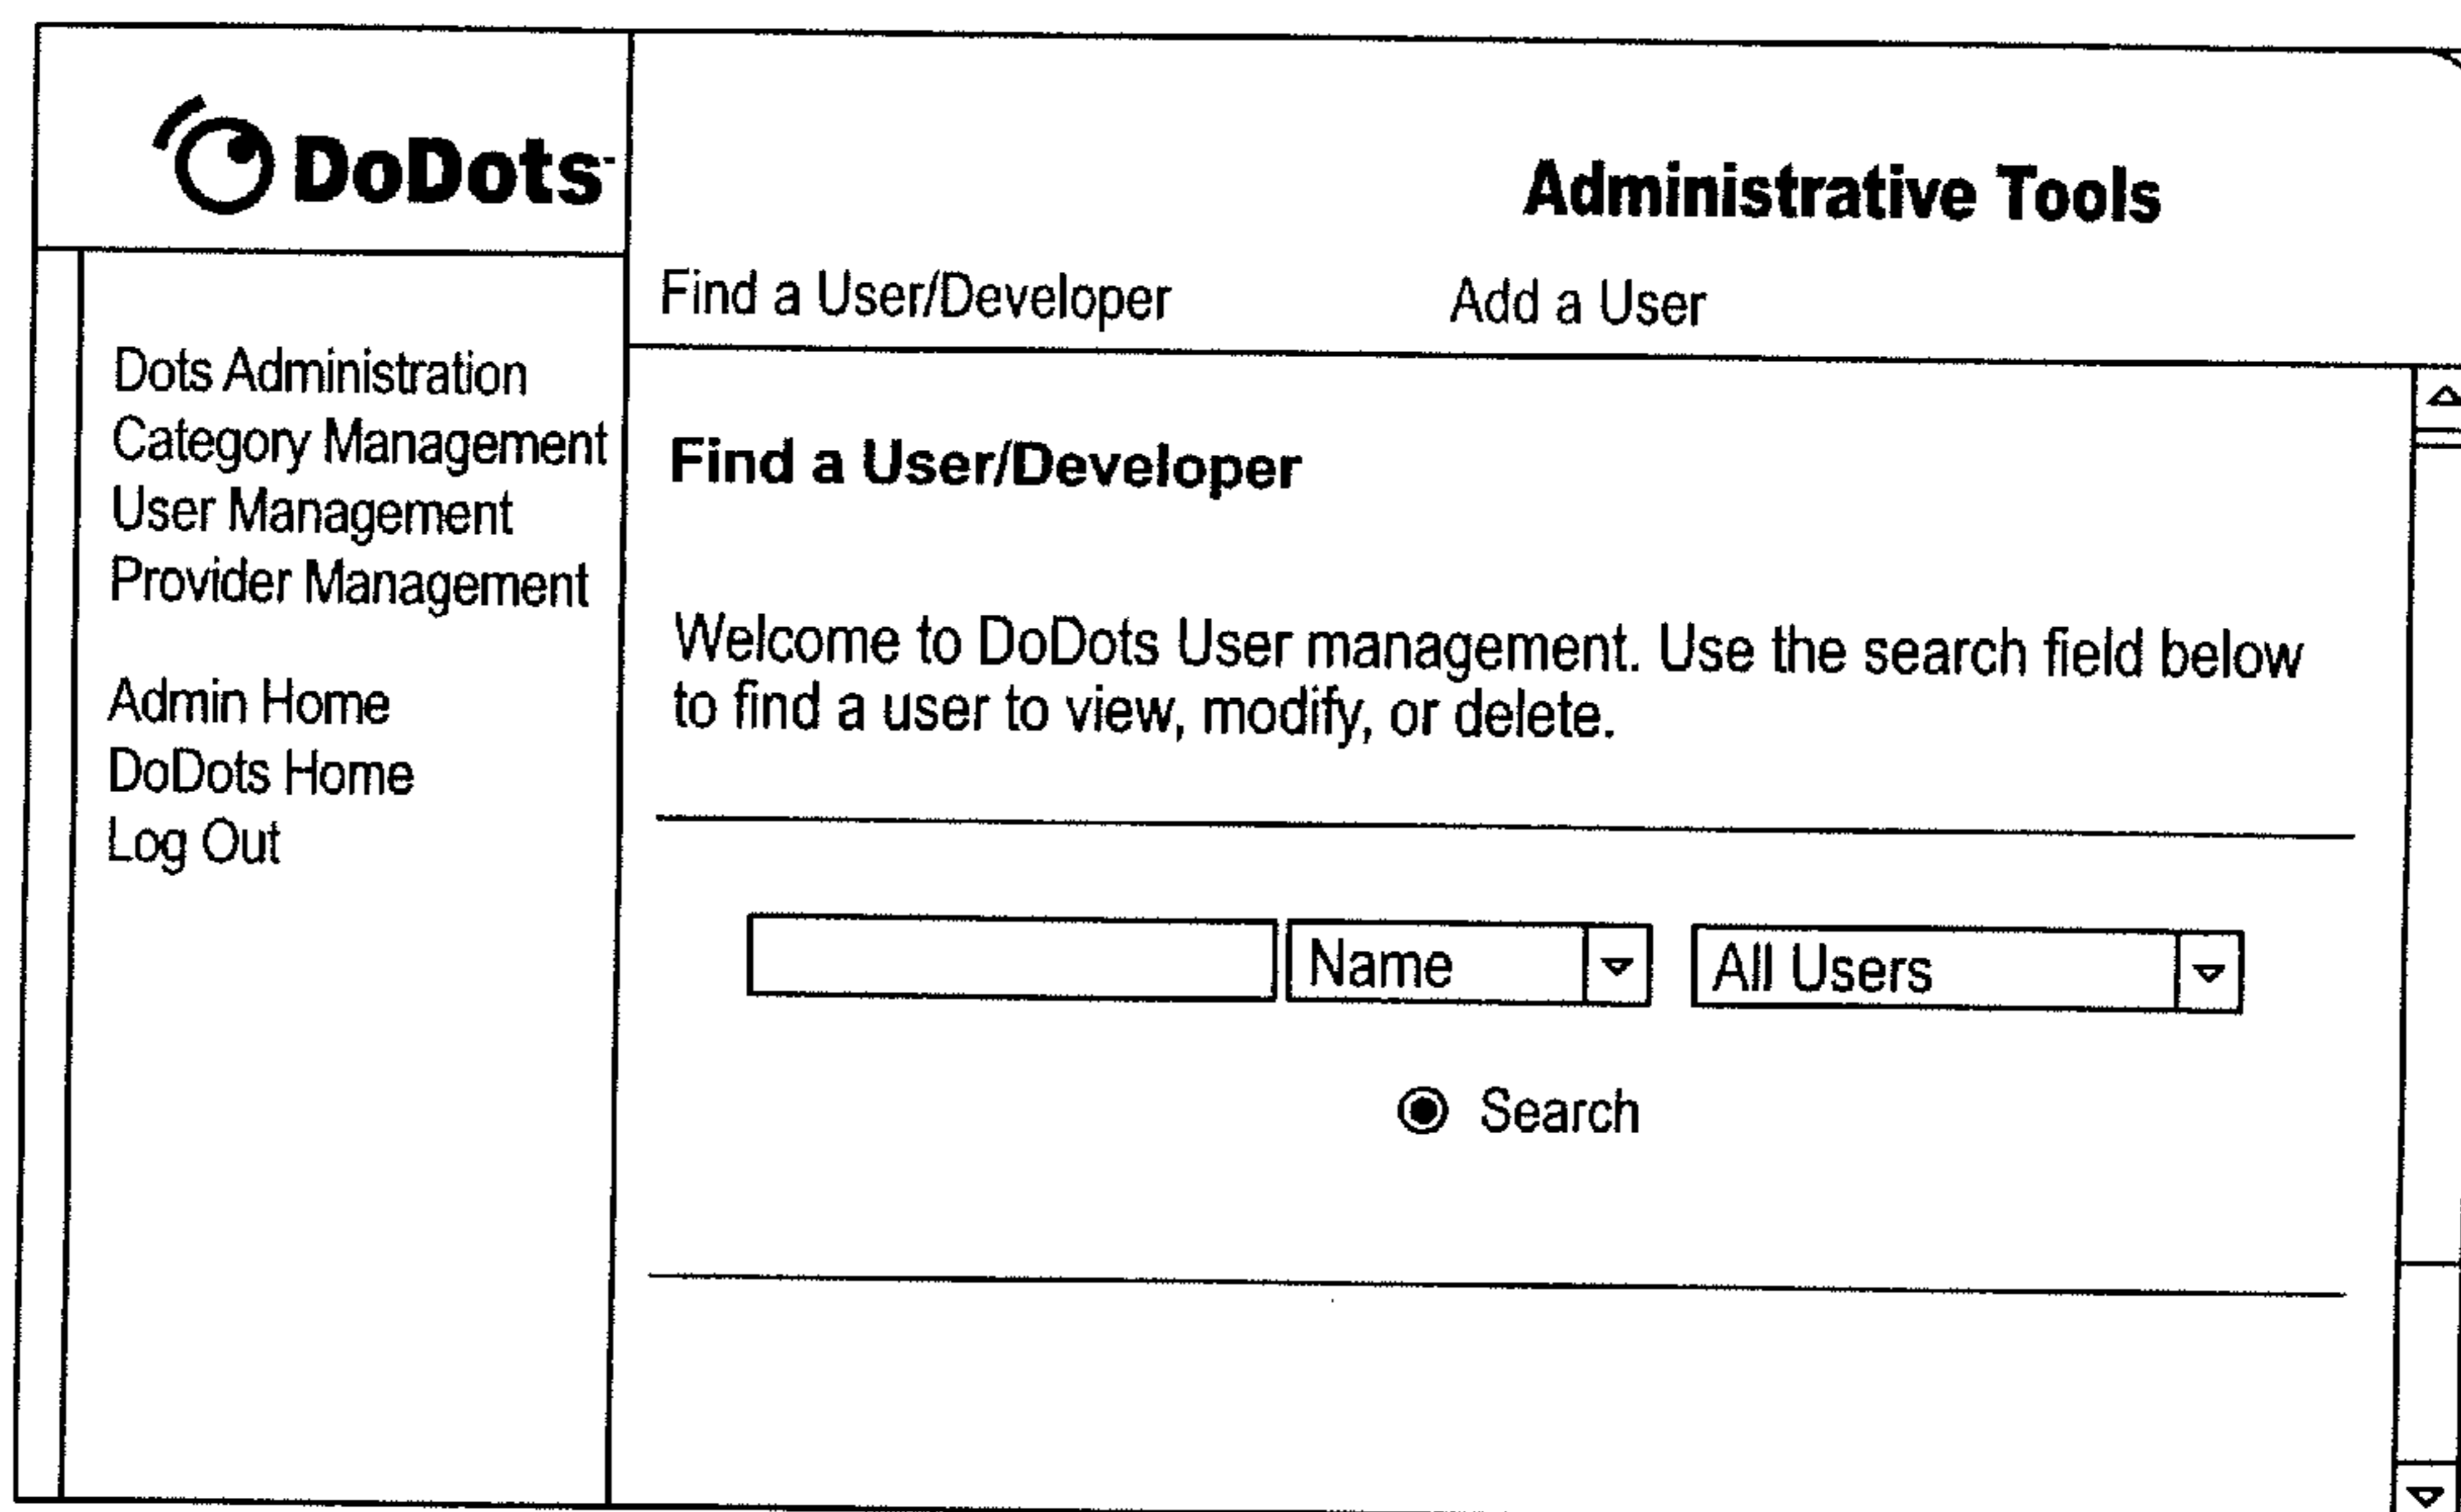 DoDots
Administrative Tools
Find a User/Developer
Add a User
Dots Administration
Category Management
User Management
Provider Management
Admin Home
DoDots Home
Log Out
Find a User/Developer
Welcome to DoDots User management. Use the search field below
to find a user to view, modify, or delete.
Name
All Users
Search